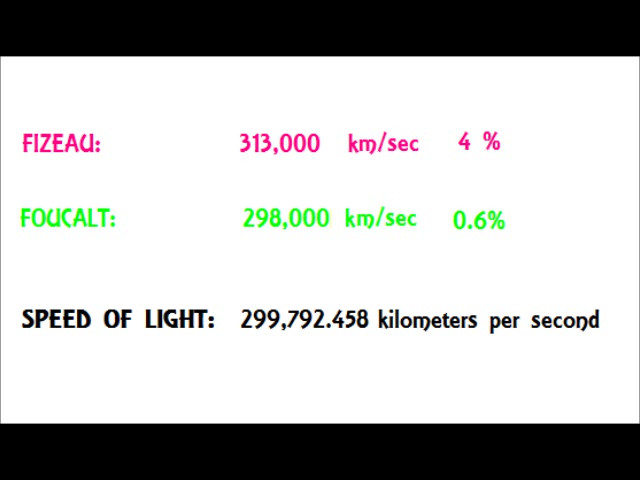 FIZEAU: 313,000 km/sec 4 %
FOUCALT: 298,000 km/sec 0.6%
SPEED OF LIGHT: 299,792.458 kilometers per second